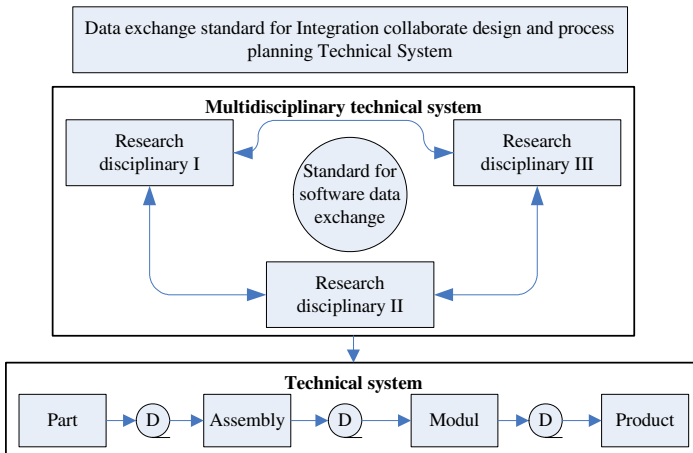 Data exchange standard for Integration collaborate design and process
planning Technical System
Multidisciplinary technical system
Research
disciplinary I
Research
disciplinary III
Standard for
software data
exchange
Research
disciplinary II
Technical system
Part
D
Assembly
D
Modul
D
Product